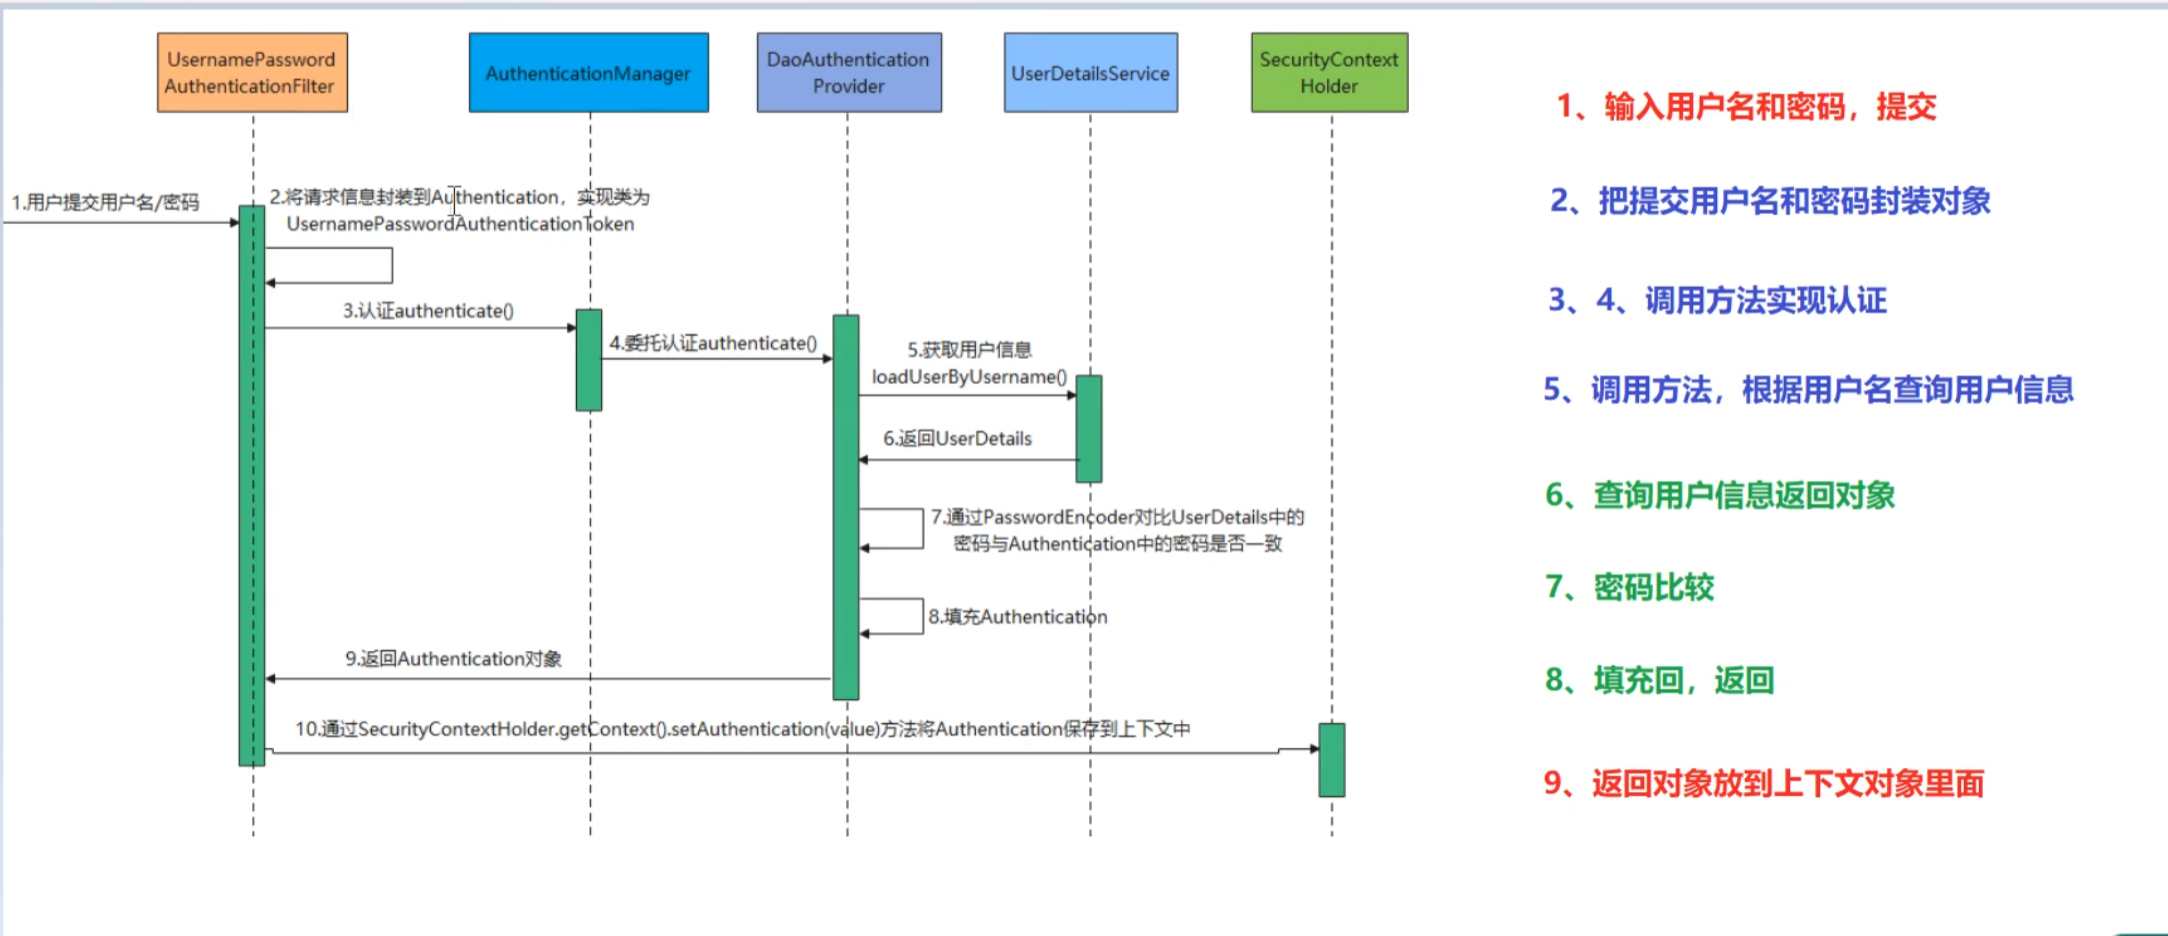 UsernamePassword
AuthenticationFilter
AuthenticationManager
DaoAuthentication
Provider
UserDetailsService
SecurityContext
Holder
1.用户提交用户名/密码
2.将请求信息封装到Authentication，实现类为
UsernamePasswordAuthenticationToken
3.认证authenticate()
4.委托认证authenticate()
5.获取用户信息
loadUserByUsername()
6.返回UserDetails
7.通过PasswordEncoder对比UserDetails中的
密码与Authentication中的密码是否一致
8.填充Authentication
9.返回Authentication对象
10.通过SecurityContextHolder.getContext().setAuthentication(value)方法将Authentication保存到上下文中
1、输入用户名和密码，提交
2、把提交用户名和密码封装对象
3、4、调用方法实现认证
5、调用方法，根据用户名查询用户信息
6、查询用户信息返回对象
7、密码比较
8、填充回，返回
9、返回对象放到上下文对象里面